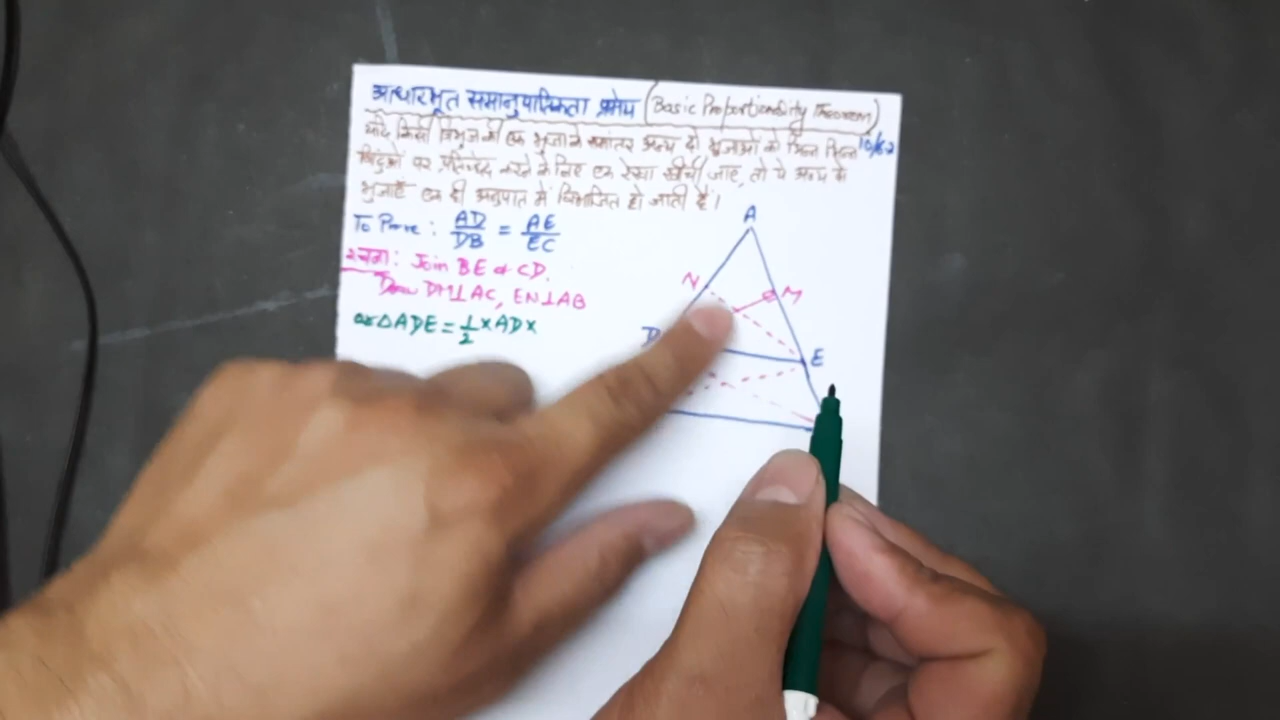 आधारभूत समानुपातिकता प्रमेय (Basic Proportionality Theorem)
यदि किसी त्रिभुज की एक भुजा के समांतर अन्य दो भुजाओं को भिन्न भिन्न
बिंदुओं पर प्रतिच्छेद करने के लिए एक रेखा खींची जाए, तो ये अन्य दो
भुजाएँ एक ही अनुपात में विभाजित हो जाती हैं।
To Prove : AD/DB = AE/EC
रचना: Join BE & CD.
Draw DM⊥AC, EN⊥AB
ar△ADE = 1/2 × AD ×
A
N
M
D
E